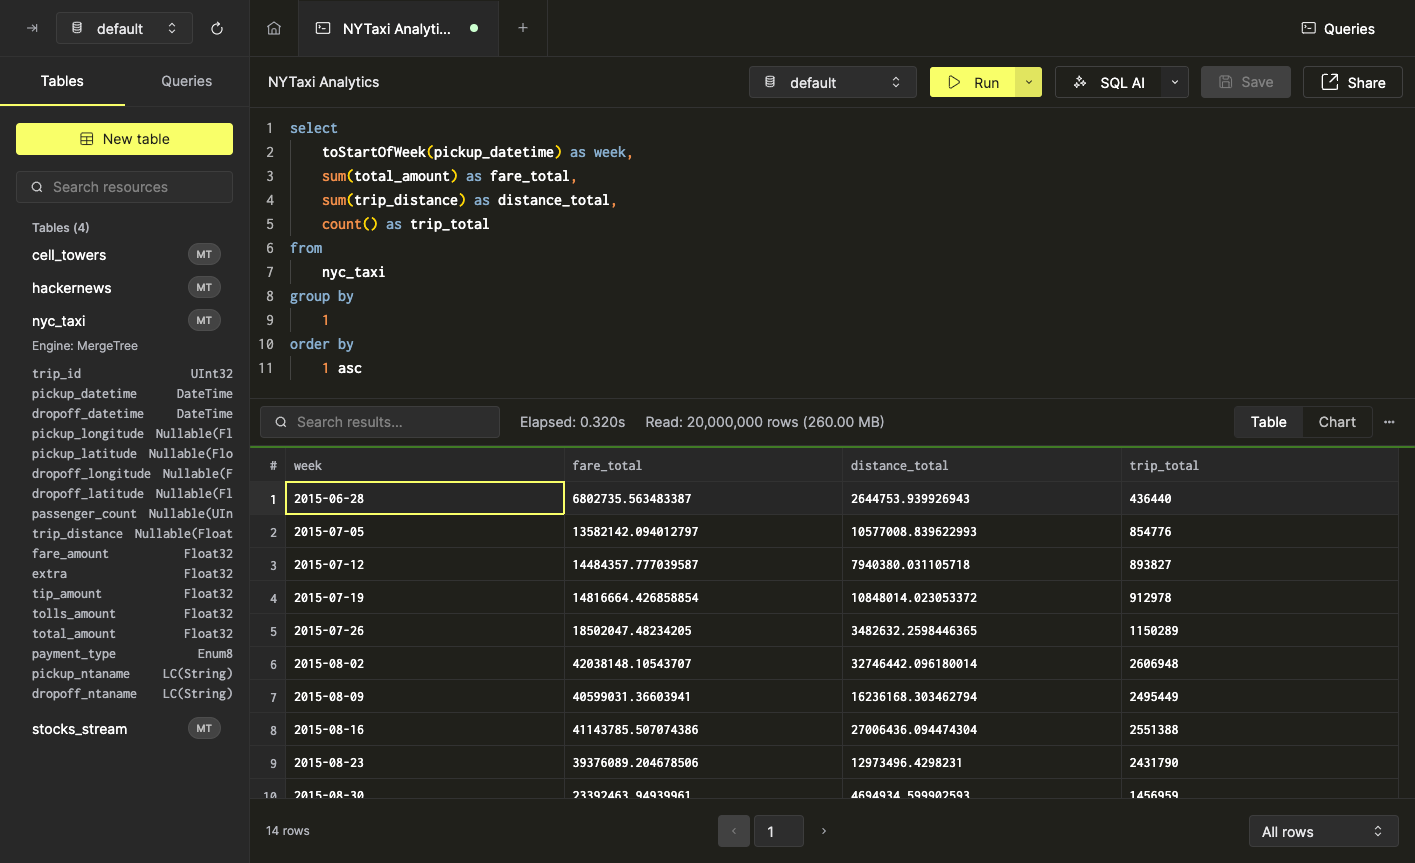 default
NYTaxi Analyti...
+
Queries
Tables
Queries
NYTaxi Analytics
default
Run
SQL AI
Save
Share
New table
Search resources
Tables (4)
cell_towers MT
hackernews MT
nyc_taxi MT
Engine: MergeTree
trip_id UInt32
pickup_datetime DateTime
dropoff_datetime DateTime
pickup_longitude Nullable(Fl
pickup_latitude Nullable(Flo
dropoff_longitude Nullable(F
dropoff_latitude Nullable(Fl
passenger_count Nullable(UIn
trip_distance Nullable(Float
fare_amount Float32
extra Float32
tip_amount Float32
tolls_amount Float32
total_amount Float32
payment_type Enum8
pickup_ntaname LC(String)
dropoff_ntaname LC(String)
stocks_stream MT
1 select
2 toStartOfWeek(pickup_datetime) as week,
3 sum(total_amount) as fare_total,
4 sum(trip_distance) as distance_total,
5 count() as trip_total
6 from
7 nyc_taxi
8 group by
9 1
10 order by
11 1 asc
Search results...
Elapsed: 0.320s
Read: 20,000,000 rows (260.00 MB)
Table
Chart
# week fare_total distance_total trip_total
1 2015-06-28 6802735.563483387 2644753.939926943 436440
2 2015-07-05 13582142.094012797 10577008.839622993 854776
3 2015-07-12 14484357.777039587 7940380.031105718 893827
4 2015-07-19 14816664.426858854 10848014.023053372 912978
5 2015-07-26 18502047.48234205 3482632.2598446365 1150289
6 2015-08-02 42038148.10543707 32746442.096180014 2606948
7 2015-08-09 40599031.36603941 16236168.303462794 2495449
8 2015-08-16 41143785.507074386 27006436.094474304 2551388
9 2015-08-23 39376089.204678506 12973496.4298231 2431790
10 2015-08-30 23392463.94939961 4694934.599902593 1456959
14 rows
1
All rows